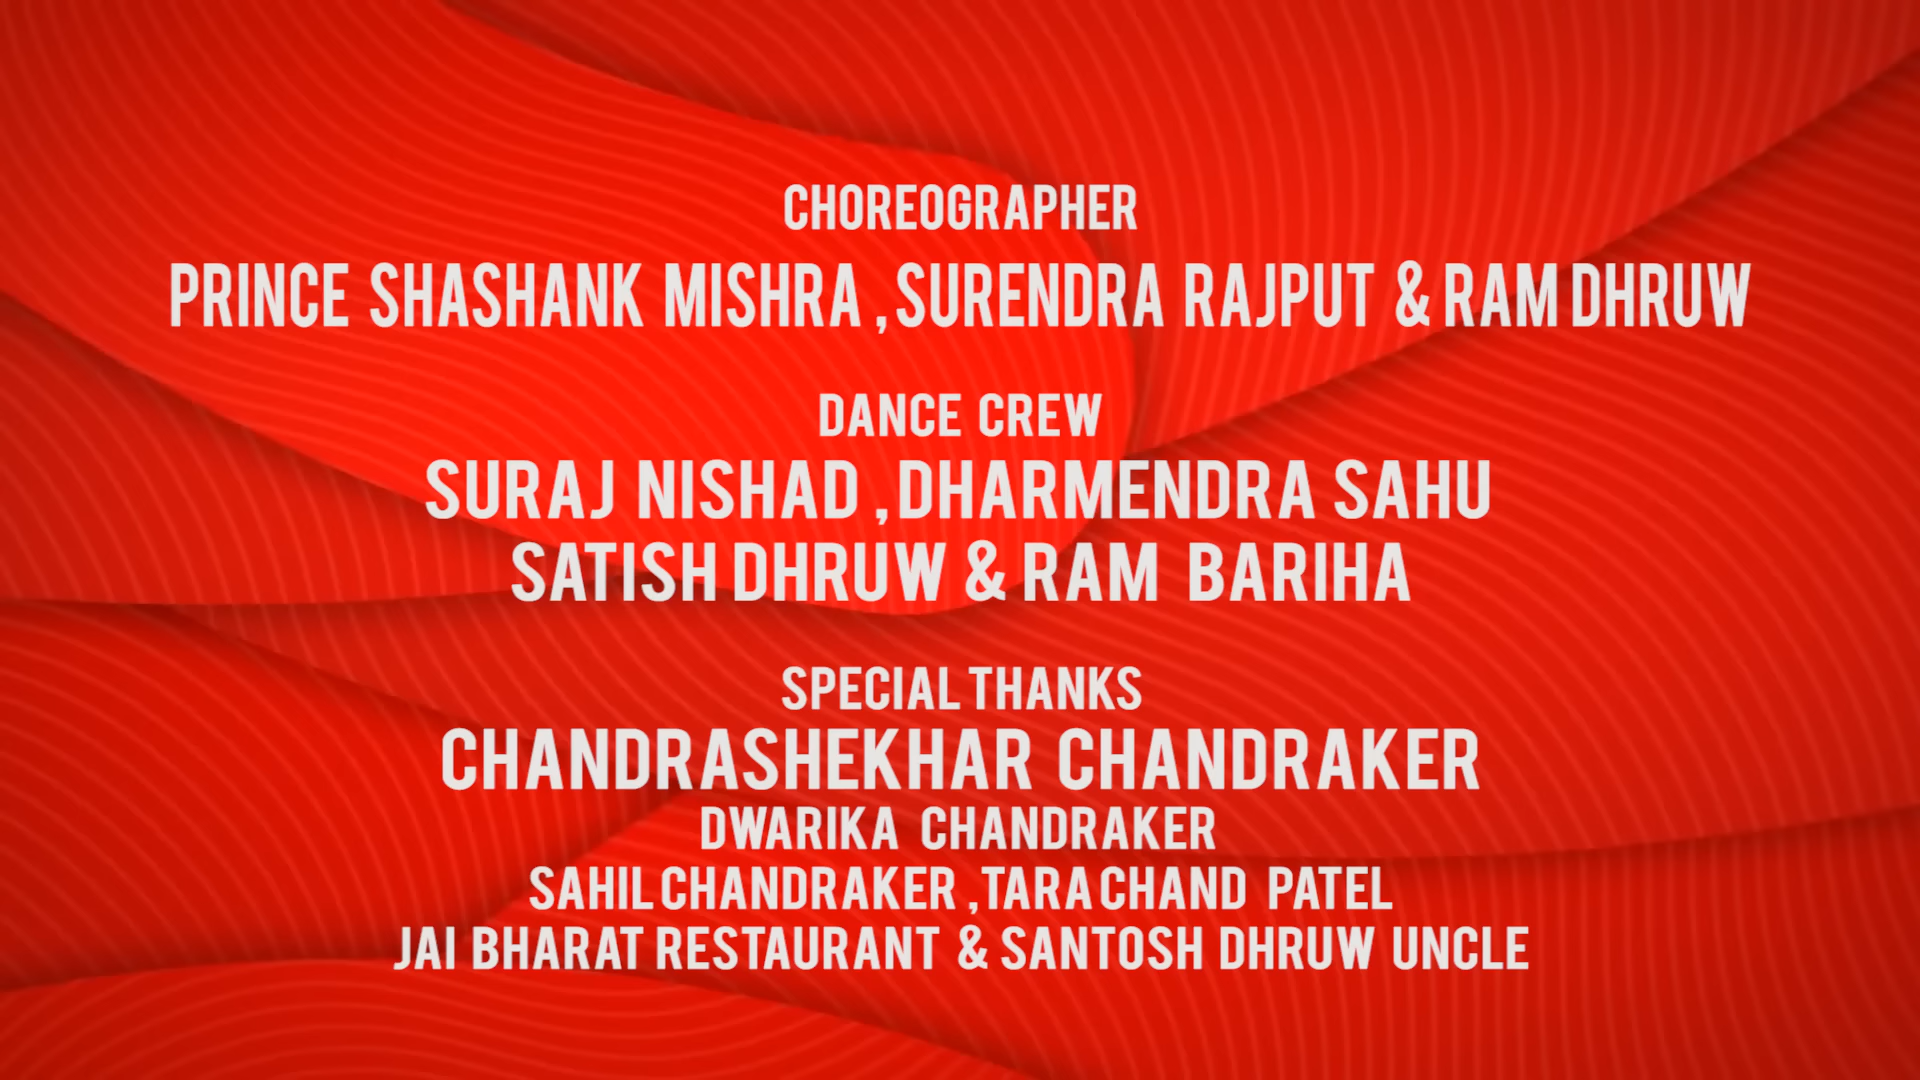 CHOREOGRAPHER
PRINCE SHASHANK MISHRA ,SURENDRA RAJPUT & RAM DHRUW
DANCE CREW
SURAJ NISHAD ,DHARMENDRA SAHU
SATISH DHRUW & RAM BARIHA
SPECIAL THANKS
CHANDRASHEKHAR CHANDRAKER
DWARIKA CHANDRAKER
SAHIL CHANDRAKER ,TARA CHAND PATEL
JAI BHARAT RESTAURANT & SANTOSH DHRUW UNCLE